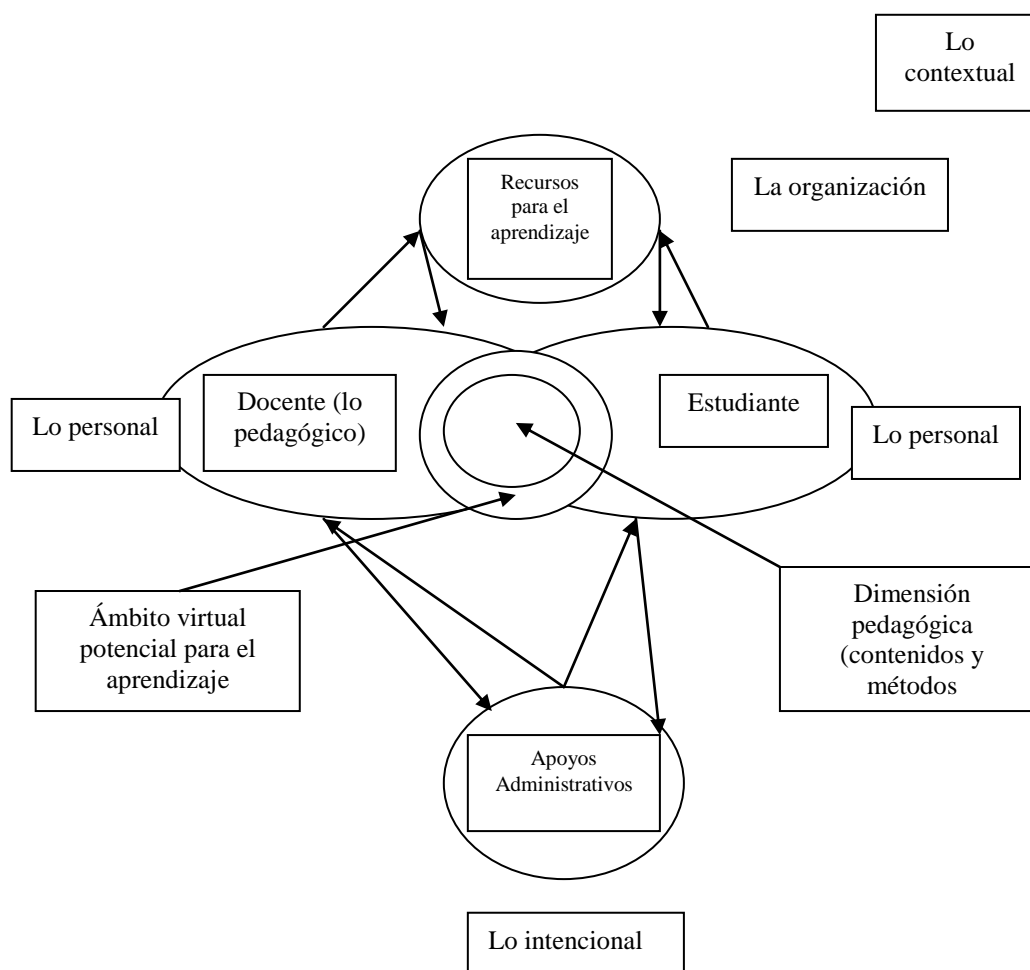 Lo
contextual
La organización
Recursos
para el
aprendizaje
Lo personal
Docente (lo
pedagógico)
Estudiante
Lo personal
Ámbito virtual
potencial para el
aprendizaje
Dimensión
pedagógica
(contenidos y
métodos
Apoyos
Administrativos
Lo intencional